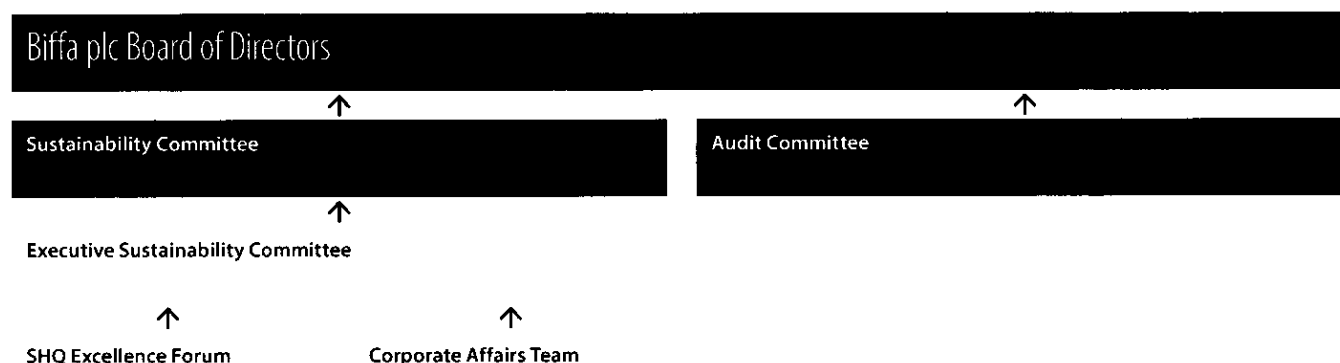 Biffa plc Board of Directors
Sustainability Committee
Audit Committee
Executive Sustainability Committee
SHQ Excellence Forum
Corporate Affairs Team